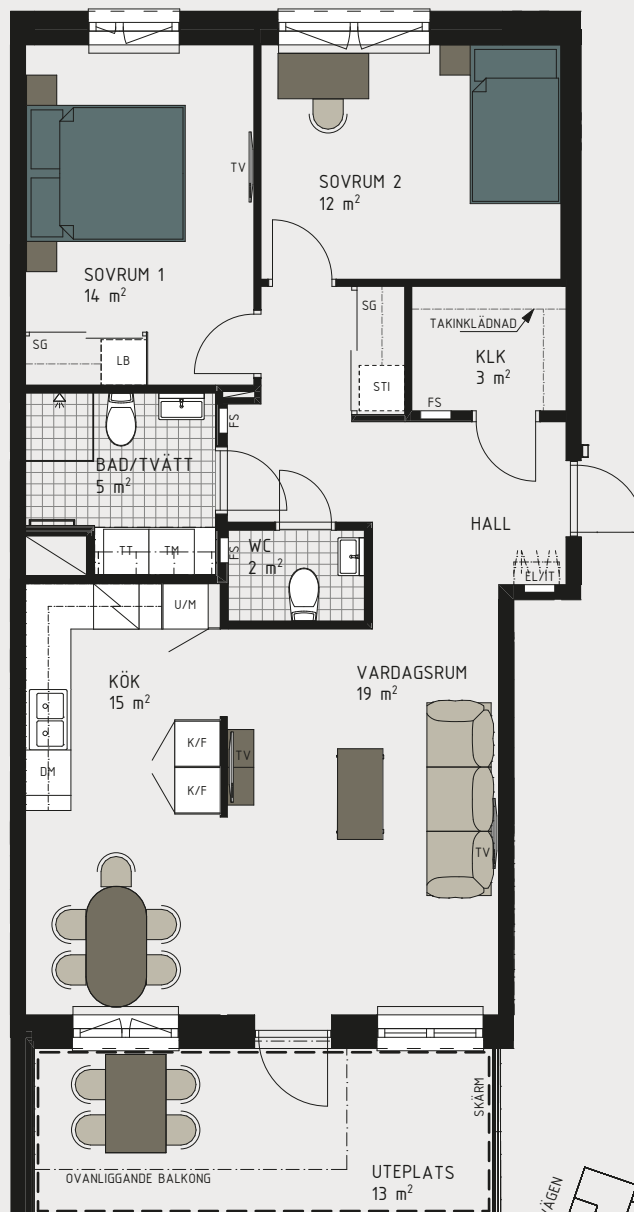 TV
SOVRUM 2
12 m²
SOVRUM 1
14 m²
SG
LB
SG
STI
TAKINKLÄDNAD
KLK
3 m²
FS
FS
BAD/TVÄTT
5 m²
HALL
TT
TM
FS
WC
2 m²
EL/IT
U/M
KÖK
15 m²
VARDAGSRUM
19 m²
K/F
TV
DM
K/F
TV
SKÄRM
OVANLIGGANDE BALKONG
UTEPLATS
13 m²